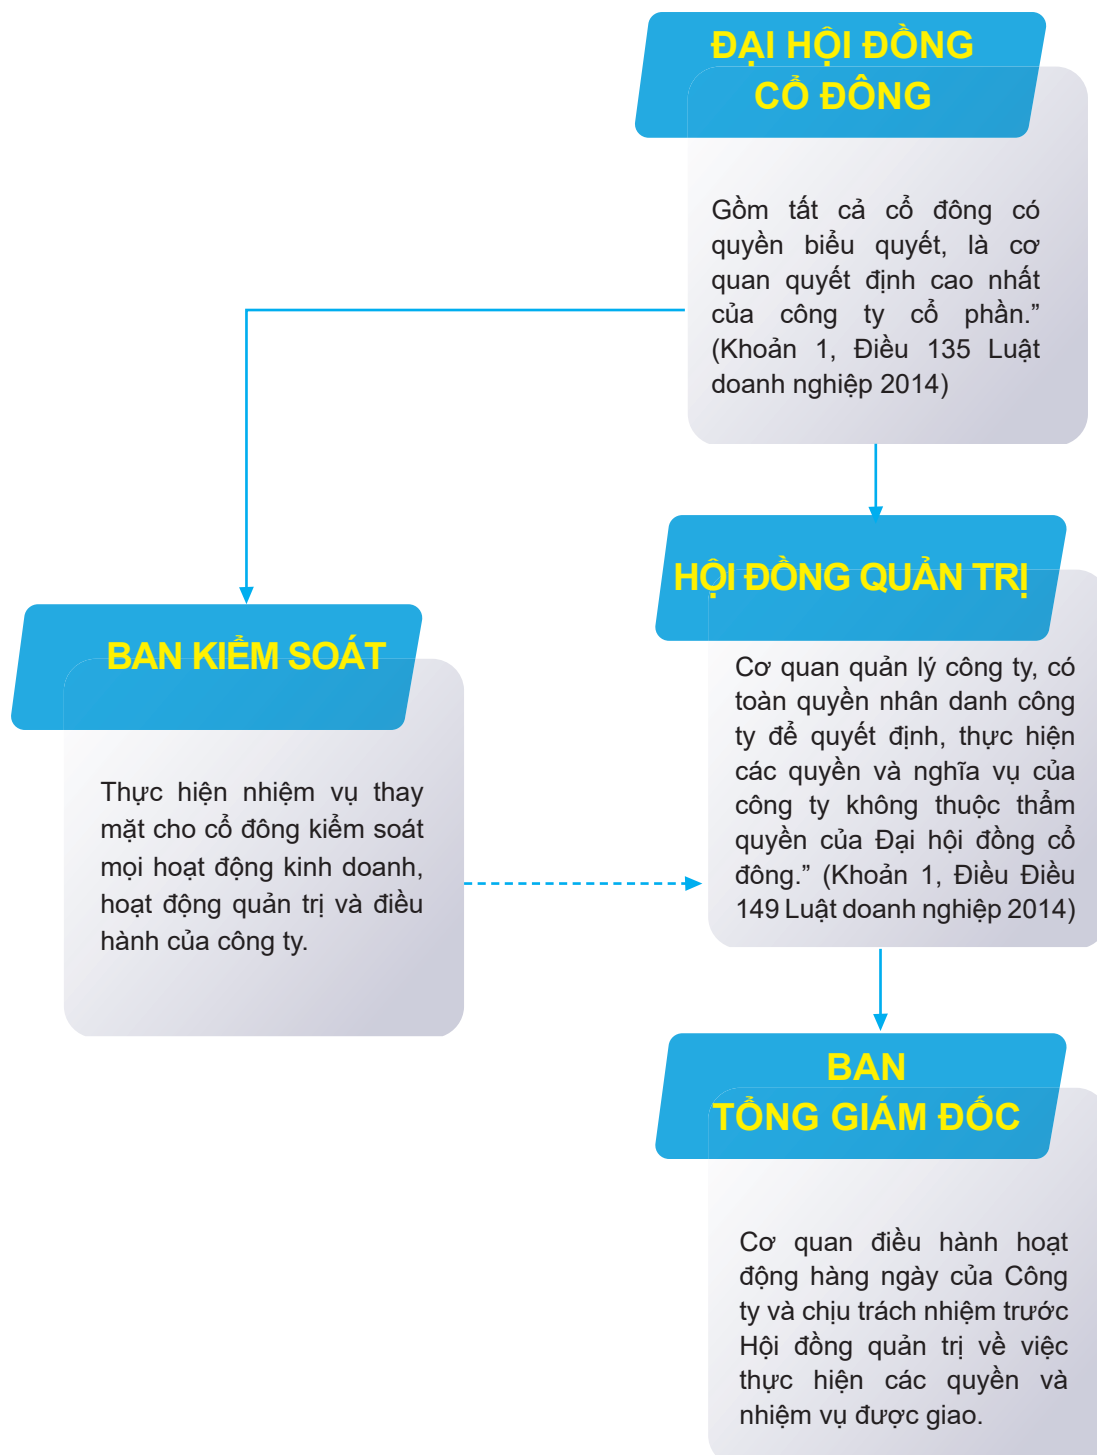 ĐẠI HỘI ĐỒNG
CỔ ĐÔNG
Gồm tất cả cổ đông có
quyền biểu quyết, là cơ
quan quyết định cao nhất
của công ty cổ phần.”
(Khoản 1, Điều 135 Luật
doanh nghiệp 2014)
HỘI ĐỒNG QUẢN TRỊ
Cơ quan quản lý công ty, có
toàn quyền nhân danh công
ty để quyết định, thực hiện
các quyền và nghĩa vụ của
công ty không thuộc thẩm
quyền của Đại hội đồng cổ
đông.” (Khoản 1, Điều Điều
149 Luật doanh nghiệp 2014)
BAN KIỂM SOÁT
Thực hiện nhiệm vụ thay
mặt cho cổ đông kiểm soát
mọi hoạt động kinh doanh,
hoạt động quản trị và điều
hành của công ty.
BAN
TỔNG GIÁM ĐỐC
Cơ quan điều hành hoạt
động hàng ngày của Công
ty và chịu trách nhiệm trước
Hội đồng quản trị về việc
thực hiện các quyền và
nhiệm vụ được giao.